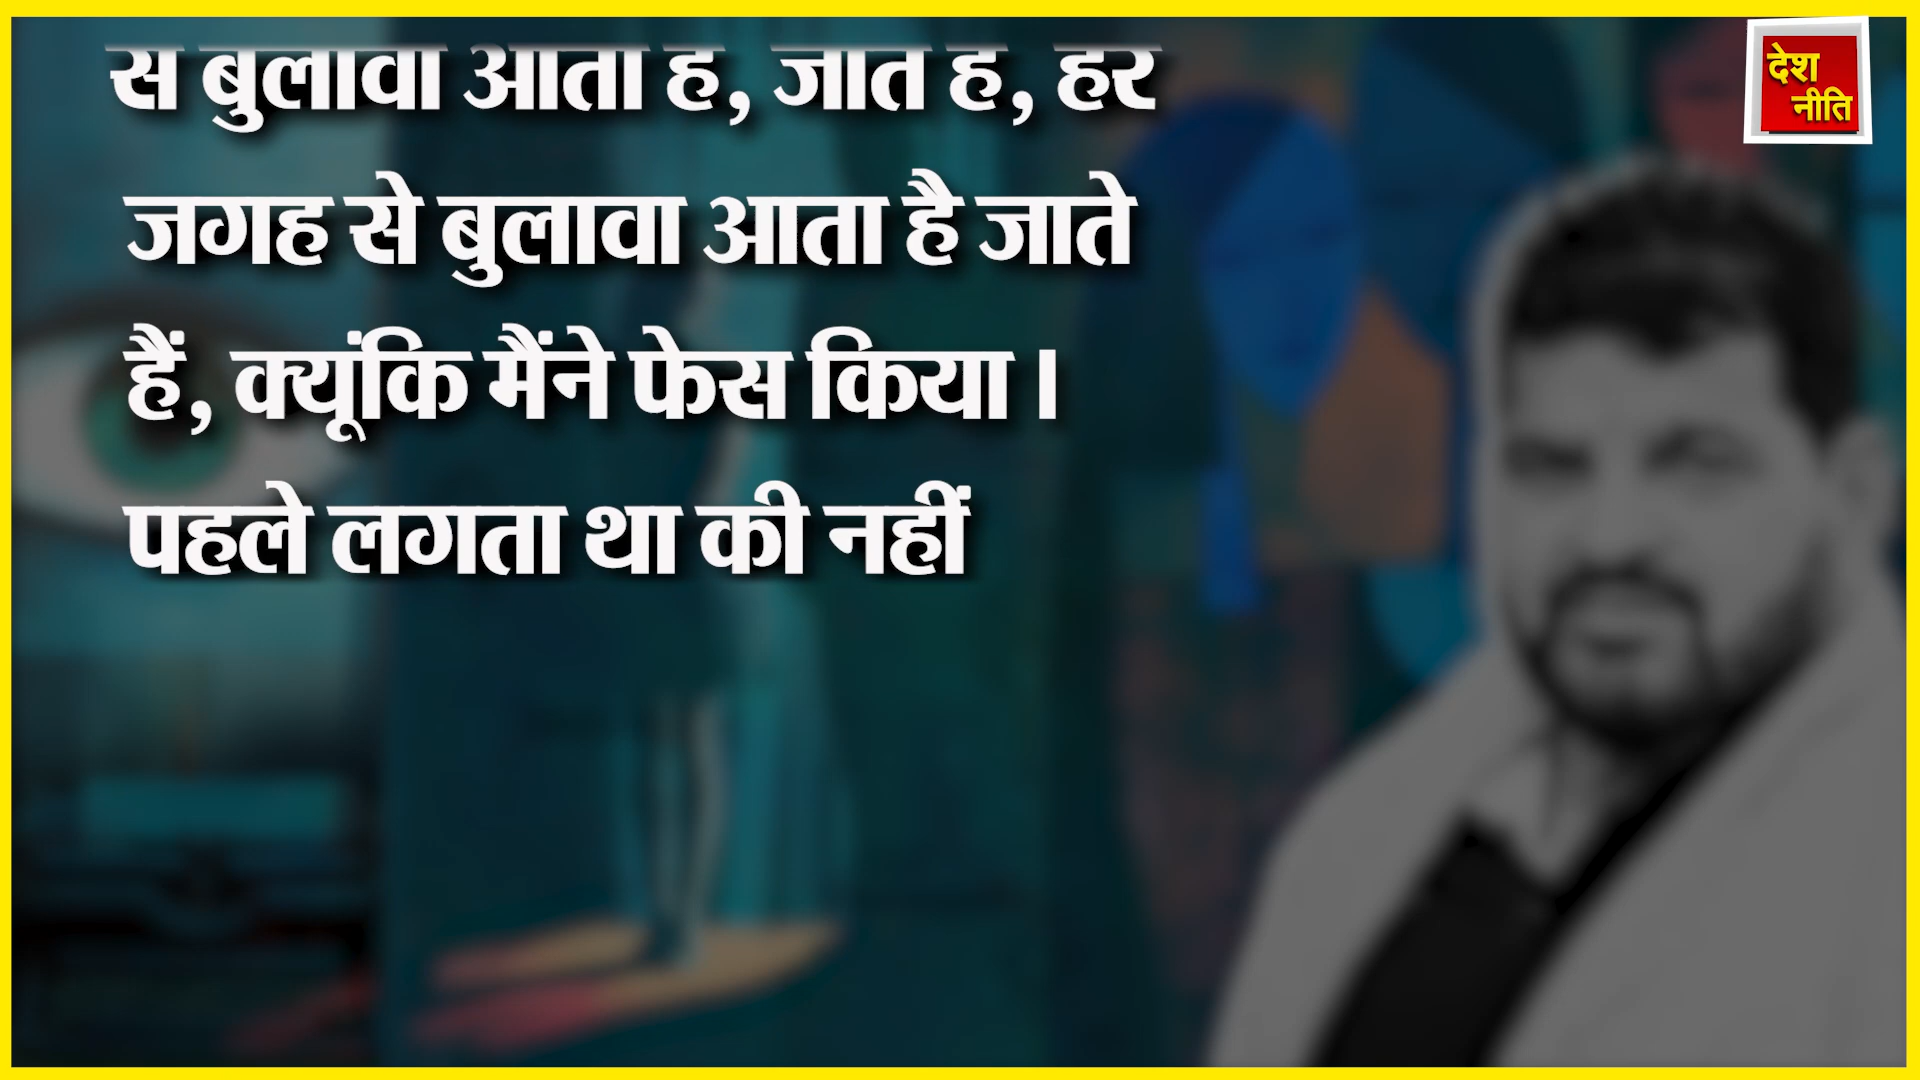 से बुलावा आता है, जाते हैं, हर
जगह से बुलावा आता है जाते
हैं, क्यूंकि मैंने फेस किया।
पहले लगता था की नहीं
देश
नीति